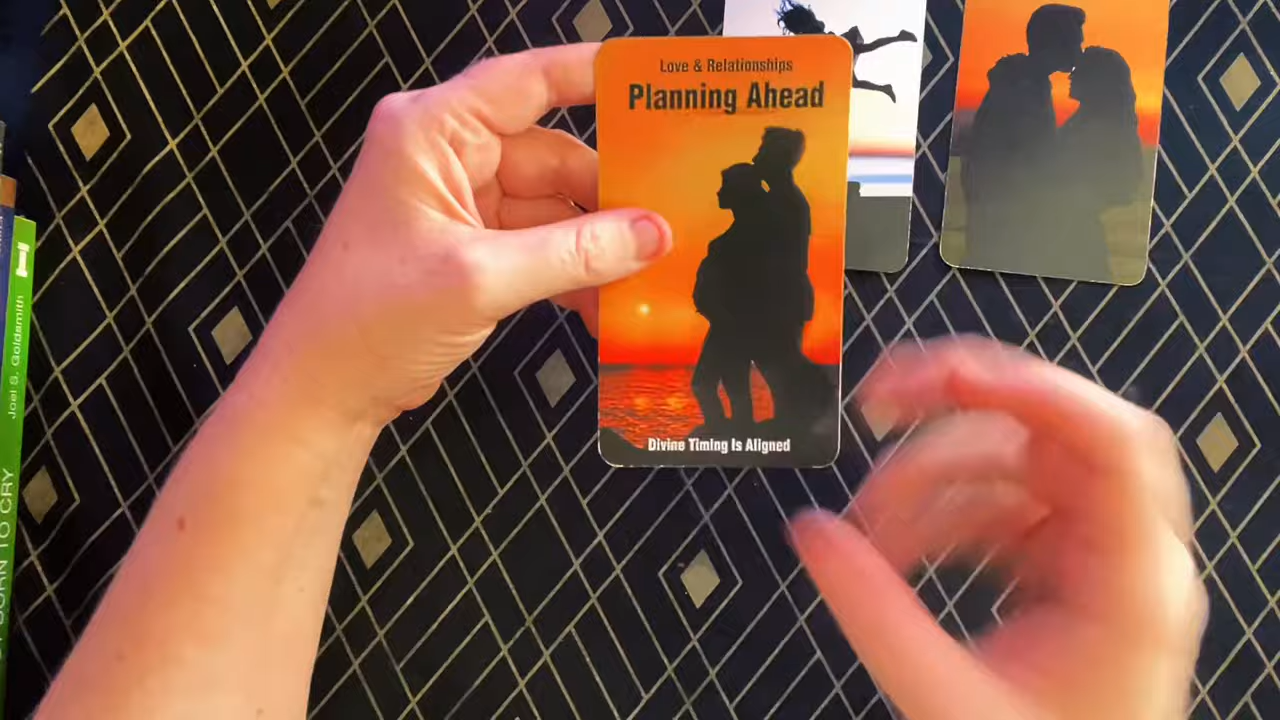 Love & Relationships
Planning Ahead
Divine Timing Is Aligned
Joel S. Goldsmith
BORN TO CRY